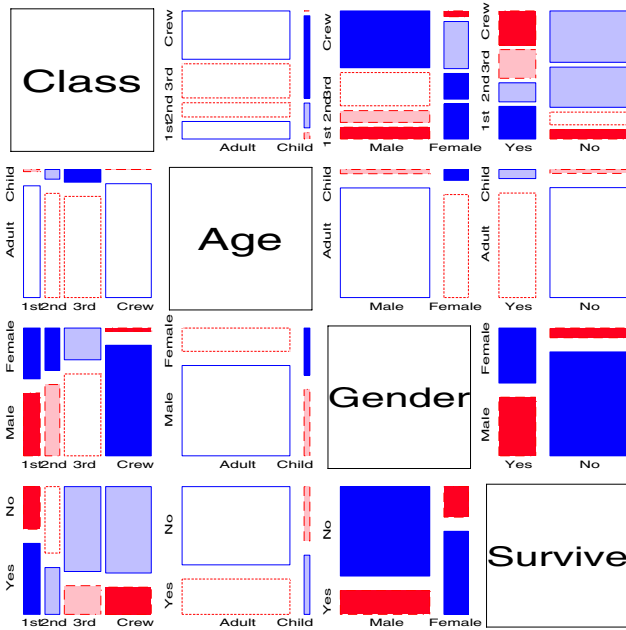 Class
1st 2nd 3rd Crew
Adult Child
1st 2nd 3rd Crew
Male Female
1st 2nd 3rd Crew
Yes No
Adult Child
1st 2nd 3rd Crew
Age
Adult Child
Male Female
Adult Child
Yes No
Male Female
1st 2nd 3rd Crew
Male Female
Adult Child
Gender
Male Female
Yes No
Yes No
1st 2nd 3rd Crew
Yes No
Adult Child
Yes No
Male Female
Survive